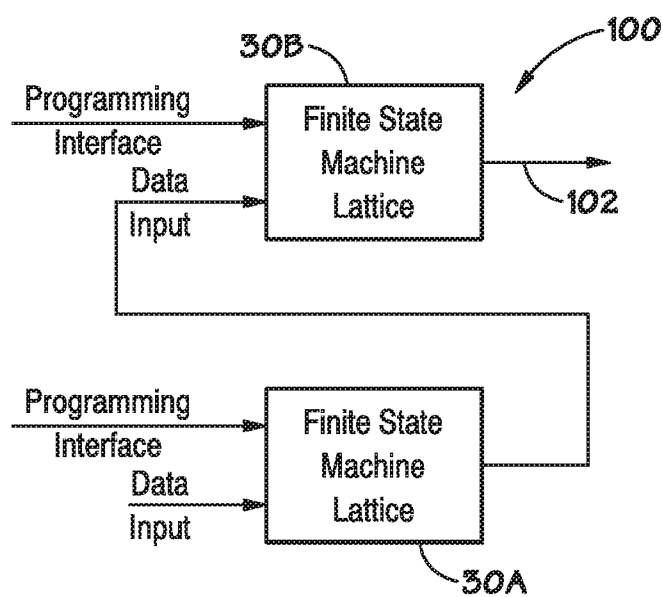 30B
100
Programming
Interface
Data
Input
Finite State
Machine
Lattice
102
Programming
Interface
Data
Input
Finite State
Machine
Lattice
30A